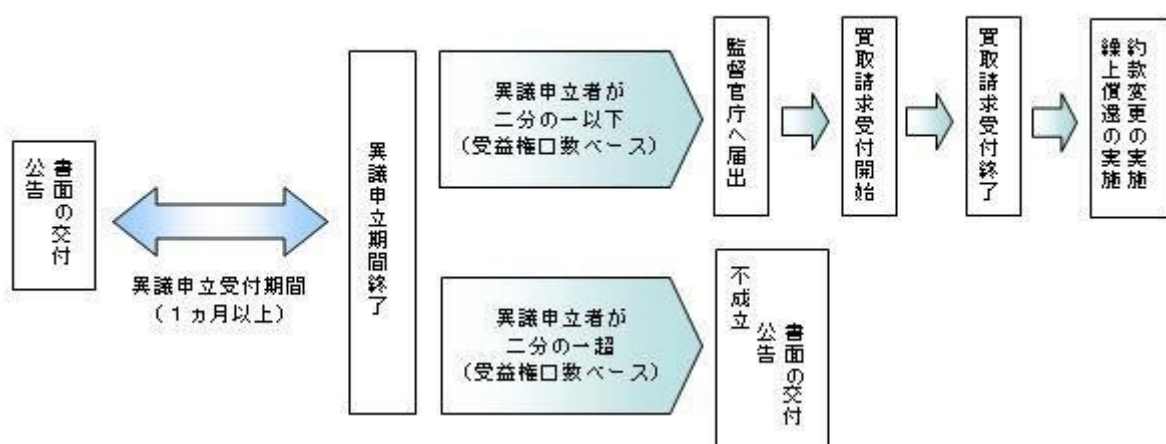 公告
書面の交付
異議申立受付期間
(1ヵ月以上)
異議申立期間終了
異議申立者が
二分の一以下
(受益権口数ベース)
監督官庁へ届出
買取請求受付開始
買取請求受付終了
約款変更の実施
繰上償還の実施
異議申立者が
二分の一超
(受益権口数ベース)
不成立
公告
書面の交付